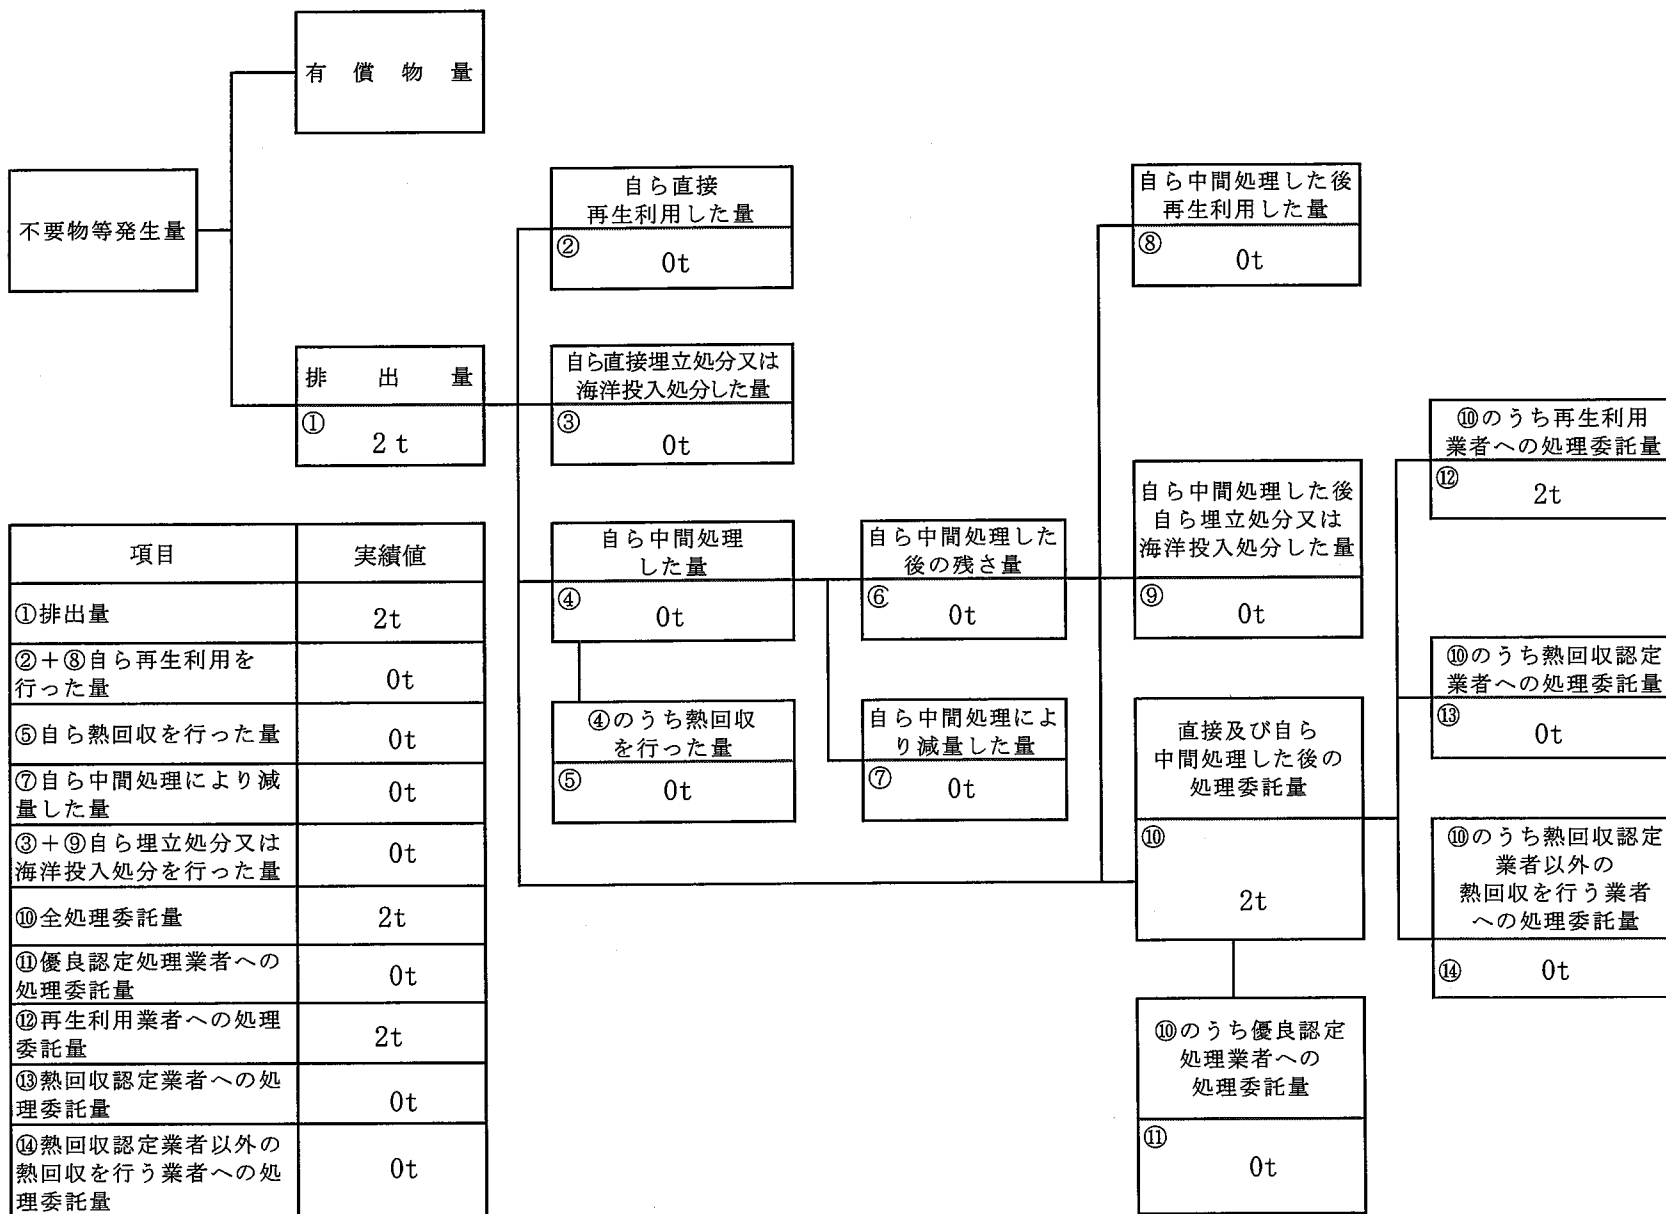 有償物量
不要物等発生量
排出量
①
2t
自ら直接
再生利用した量
②
0t
自ら直接埋立処分又は
海洋投入処分した量
③
0t
自ら中間処理
した量
④
0t
④のうち熱回収
を行った量
⑤
0t
自ら中間処理した
後の残さ量
⑥
0t
自ら中間処理によ
り減量した量
⑦
0t
自ら中間処理した後
再生利用した量
⑧
0t
自ら中間処理した後
自ら埋立処分又は
海洋投入処分した量
⑨
0t
直接及び自ら
中間処理した後の
処理委託量
⑩
2t
⑩のうち優良認定
処理業者への
処理委託量
⑪
0t
⑩のうち再生利用
業者への処理委託量
⑫
2t
⑩のうち熱回収認定
業者への処理委託量
⑬
0t
⑩のうち熱回収認定
業者以外の
熱回収を行う業者
への処理委託量
⑭
0t
項目 実績値
①排出量 2t
②+⑧自ら再生利用を
行った量 0t
⑤自ら熱回収を行った量 0t
⑦自ら中間処理により減
量した量 0t
③+⑨自ら埋立処分又は
海洋投入処分を行った量 0t
⑩全処理委託量 2t
⑪優良認定処理業者への
処理委託量 0t
⑫再生利用業者への処理
委託量 2t
⑬熱回収認定業者への処
理委託量 0t
⑭熱回収認定業者以外の
熱回収を行う業者への処
理委託量 0t